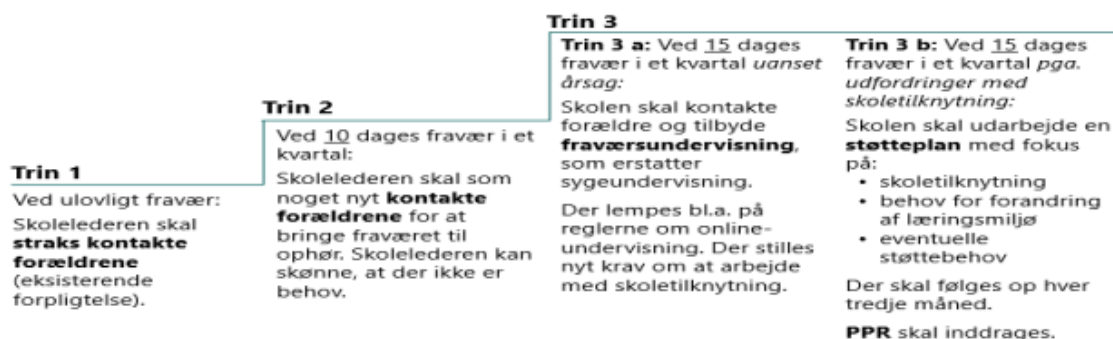 Trin 1
Ved ulovligt fravær:
Skolelederen skal
straks kontakte
forældrene
(eksisterende
forpligtelse).
Trin 2
Ved 10 dages fravær i et
kvartal:
Skolelederen skal som
noget nyt kontakte
forældrene for at
bringe fraværet til
ophør. Skolelederen kan
skønne, at der ikke er
behov.
Trin 3
Trin 3 a: Ved 15 dages
fravær i et kvartal uanset
årsag:
Skolen skal kontakte
forældre og tilbyde
fraværsundervisning,
som erstatter
sygeundervisning.
Der lempes bl.a. på
reglerne om online-
undervisning. Der stilles
nyt krav om at arbejde
med skoletilknytning.
Trin 3 b: Ved 15 dages
fravær i et kvartal pga.
udfordringer med
skoletilknytning:
Skolen skal udarbejde en
støtteplan med fokus
på:
• skoletilknytning
• behov for forandring
af læringsmiljø
• eventuelle
støttebehov
Der skal følges op hver
tredje måned.
PPR skal inddrages.